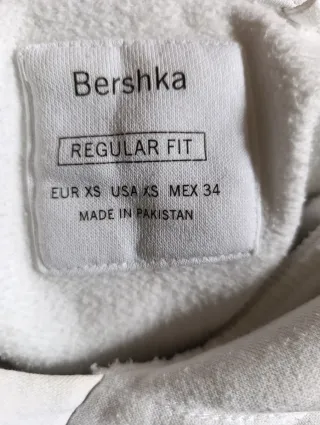 Bershka
REGULAR FIT
EUR XS USA XS MEX 34
MADE IN PAKISTAN